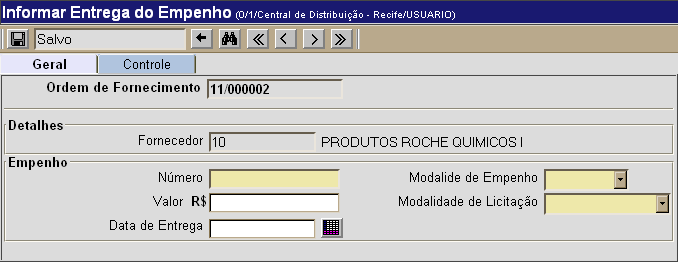 Informar Entrega do Empenho (0/1/Central de Distribuição - Recife/USUARIO)
Salvo
Geral Controle
Ordem de Fornecimento 11/000002
Detalhes
Fornecedor 10 PRODUTOS ROCHE QUIMICOS I
Empenho
Número Modalide de Empenho
Valor R$ Modalidade de Licitação
Data de Entrega